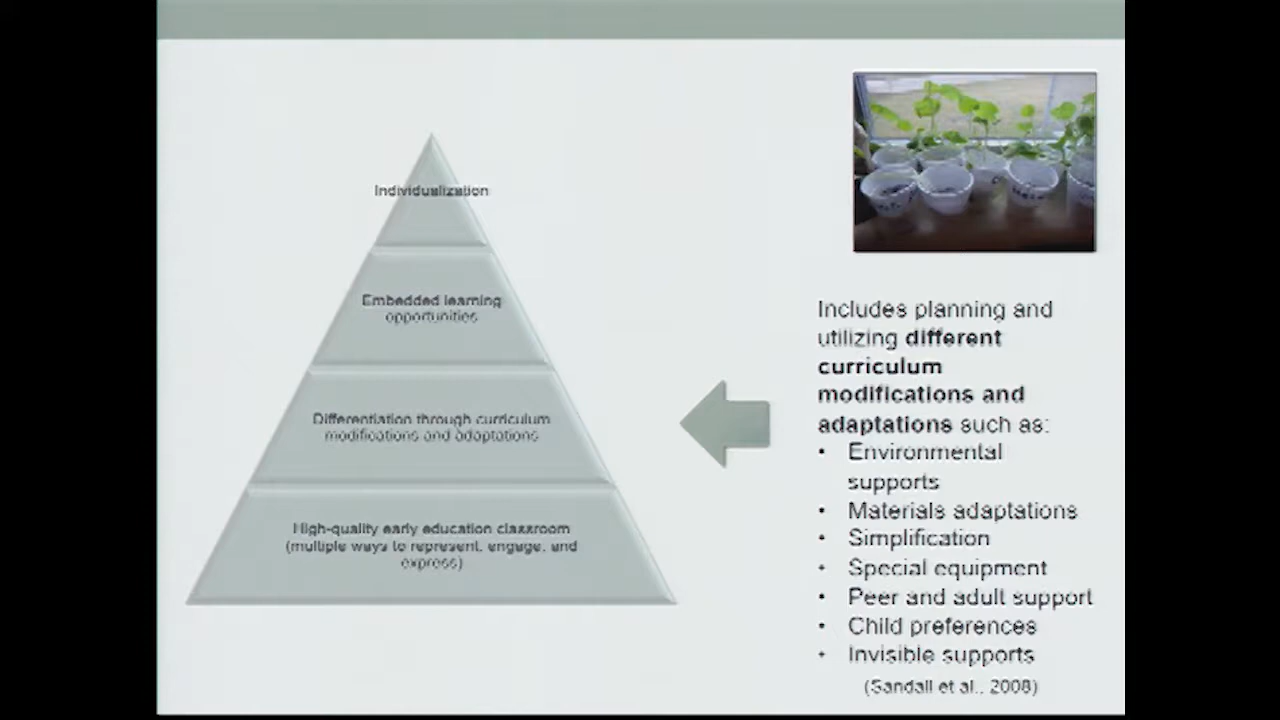 Individualization
Embedded learning
opportunities
Differentiation through curriculum
modifications and adaptations
High-quality early education classroom
(multiple ways to represent, engage, and
express)
Includes planning and
utilizing different
curriculum
modifications and
adaptations such as:
• Environmental
supports
• Materials adaptations
• Simplification
• Special equipment
• Peer and adult support
• Child preferences
• Invisible supports
(Sandall et al., 2008)